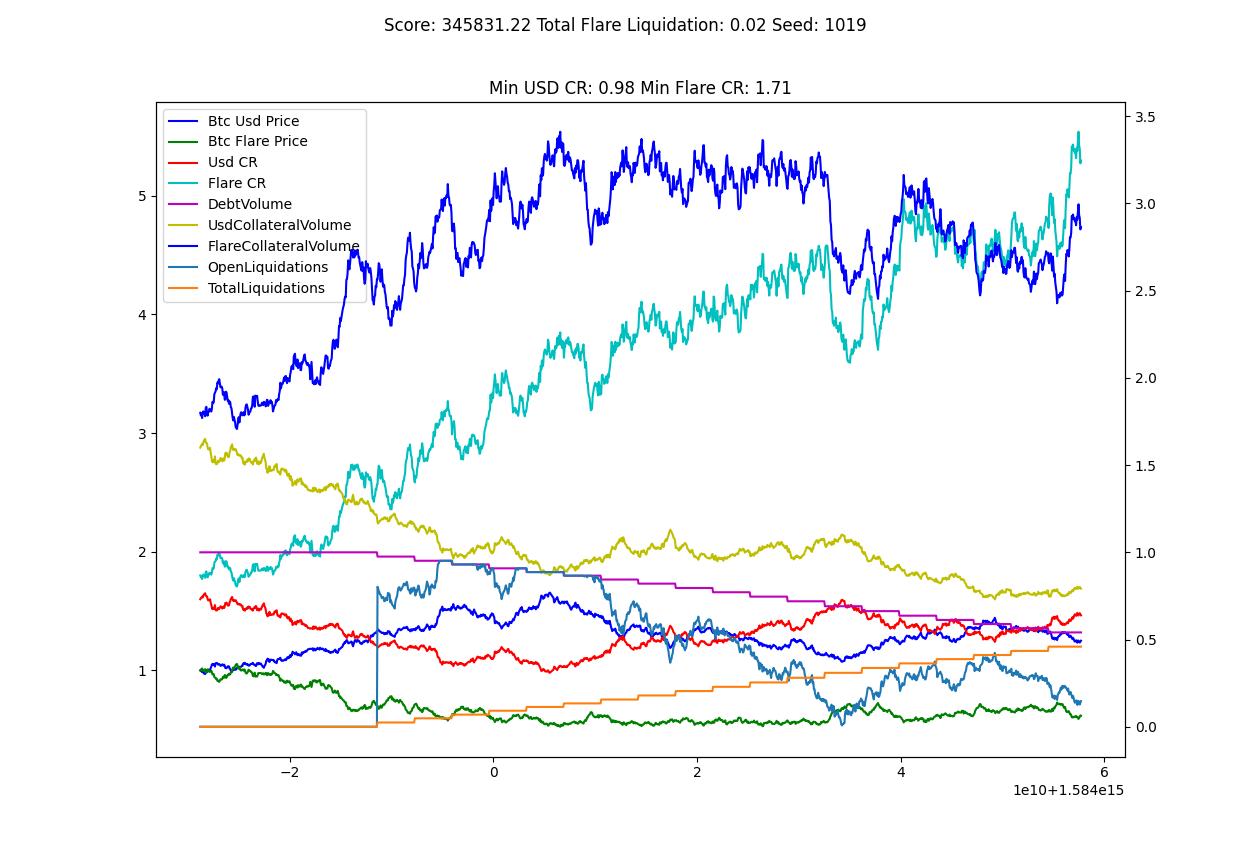 Score: 345831.22 Total Flare Liquidation: 0.02 Seed: 1019
Min USD CR: 0.98 Min Flare CR: 1.71
Btc Usd Price
Btc Flare Price
Usd CR
Flare CR
DebtVolume
UsdCollateralVolume
FlareCollateralVolume
OpenLiquidations
TotalLiquidations
5
4
3
2
1
3.5
3.0
2.5
2.0
1.5
1.0
0.5
0.0
−2
0
2
4
6
1e10+1.584e15